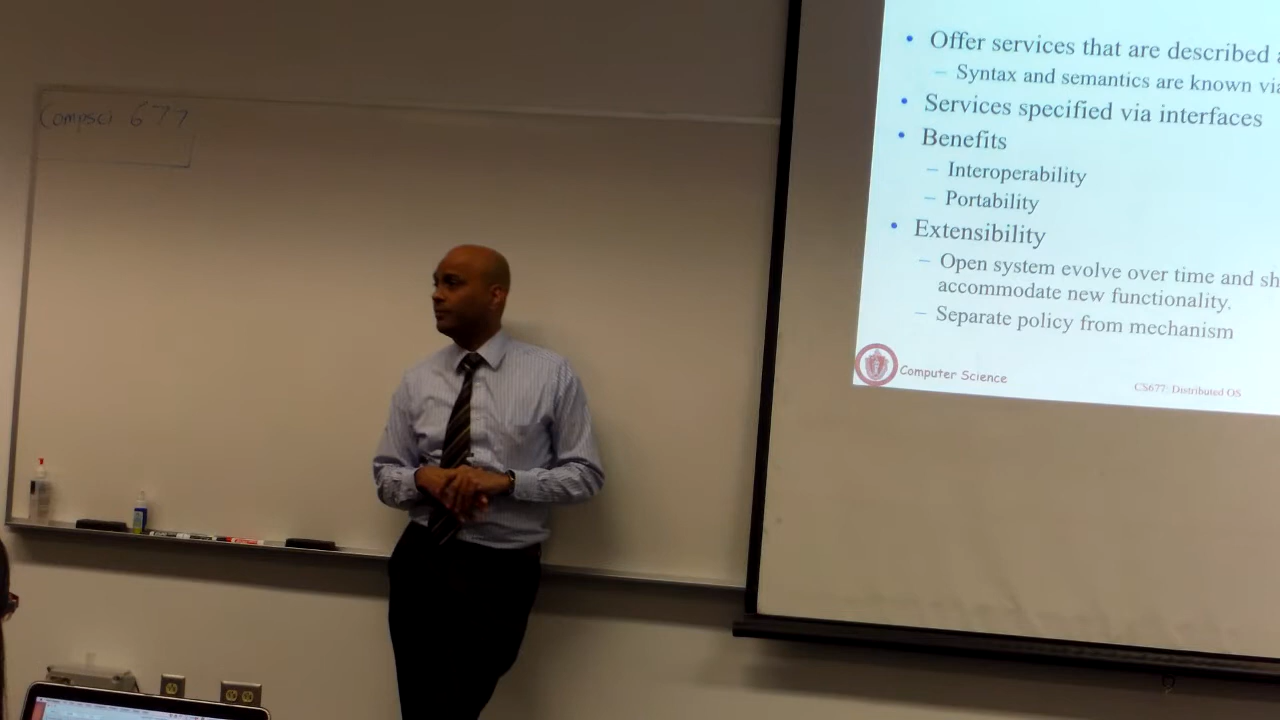 Compsci 677
• Offer services that are described
– Syntax and semantics are known via
• Services specified via interfaces
• Benefits
– Interoperability
– Portability
• Extensibility
– Open system evolve over time and sh
accommodate new functionality.
– Separate policy from mechanism
Computer Science
CS677: Distributed OS